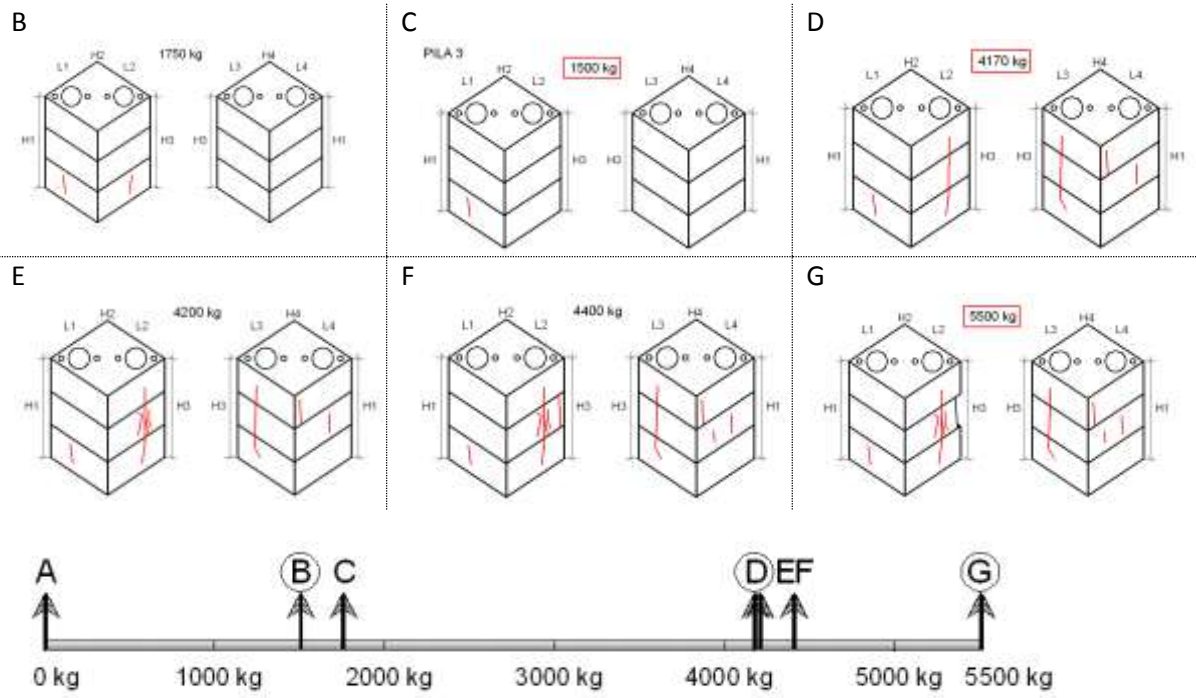 B
1750 kg
H2 H4
L1 L2 L3 L4
H1 H3 H3 H1
C
PILA 3
1500 kg
H2 H4
L1 L2 L3 L4
H1 H3 H3 H1
D
4170 kg
H2 H4
L1 L2 L3 L4
H1 H3 H3 H1
E
4200 kg
H2 H4
L1 L2 L3 L4
H1 H3 H3 H1
F
4400 kg
H2 H4
L1 L2 L3 L4
H1 H3 H3 H1
G
5500 kg
H2 H4
L1 L2 L3 L4
H1 H3 H3 H1
A B C D EF G
0 kg 1000 kg 2000 kg 3000 kg 4000 kg 5000 kg 5500 kg